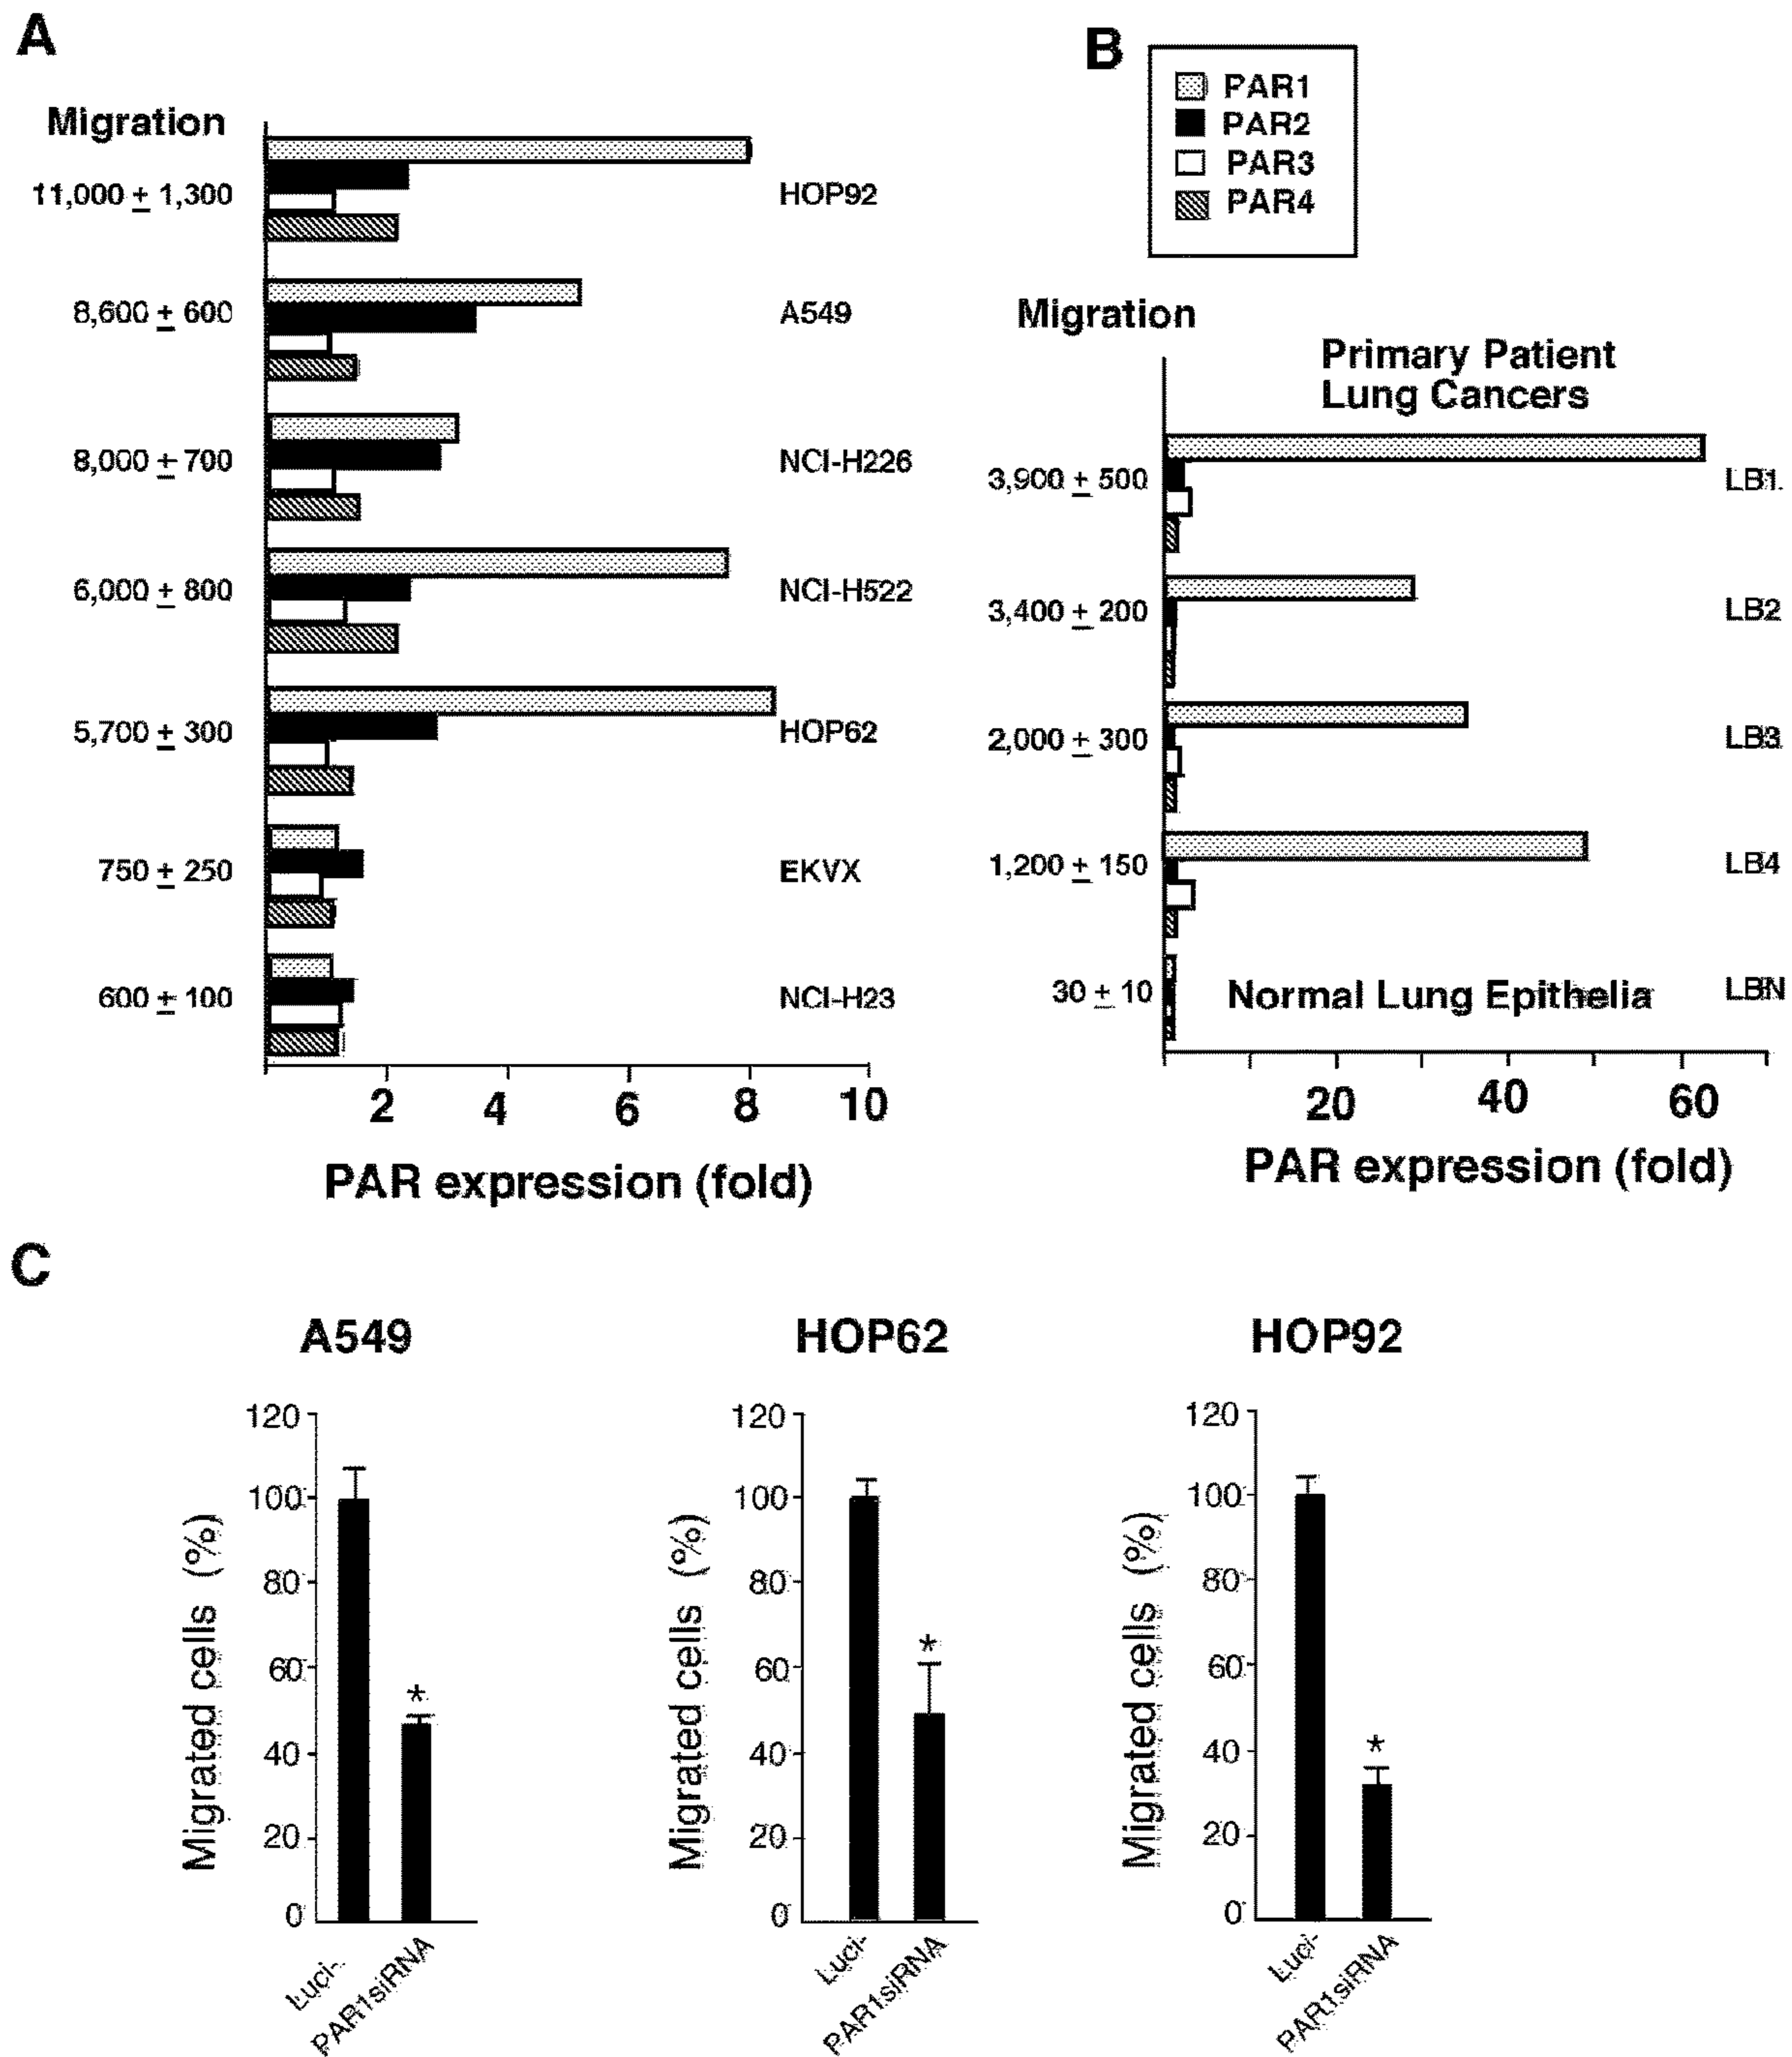 A
Migration
11,000 ± 1,300
HOP92
8,600 ± 600
A549
8,000 ± 700
NCI-H226
6,000 ± 800
NCI-H522
5,700 ± 300
HOP62
750 ± 250
EKVX
600 ± 100
NCI-H23
2 4 6 8 10
PAR expression (fold)
B
PAR1
PAR2
PAR3
PAR4
Migration
Primary Patient
Lung Cancers
3,900 ± 500
LB1
3,400 ± 200
LB2
2,000 ± 300
LB3
1,200 ± 150
LB4
30 ± 10
Normal Lung Epithelia
LBN
20 40 60
PAR expression (fold)
C
A549
Migrated cells (%)
120
100
80
60
40
20
0
*
Luci-
PAR1siRNA
HOP62
Migrated cells (%)
120
100
80
60
40
20
0
*
Luci-
PAR1siRNA
HOP92
Migrated cells (%)
120
100
80
60
40
20
0
*
Luci-
PAR1siRNA